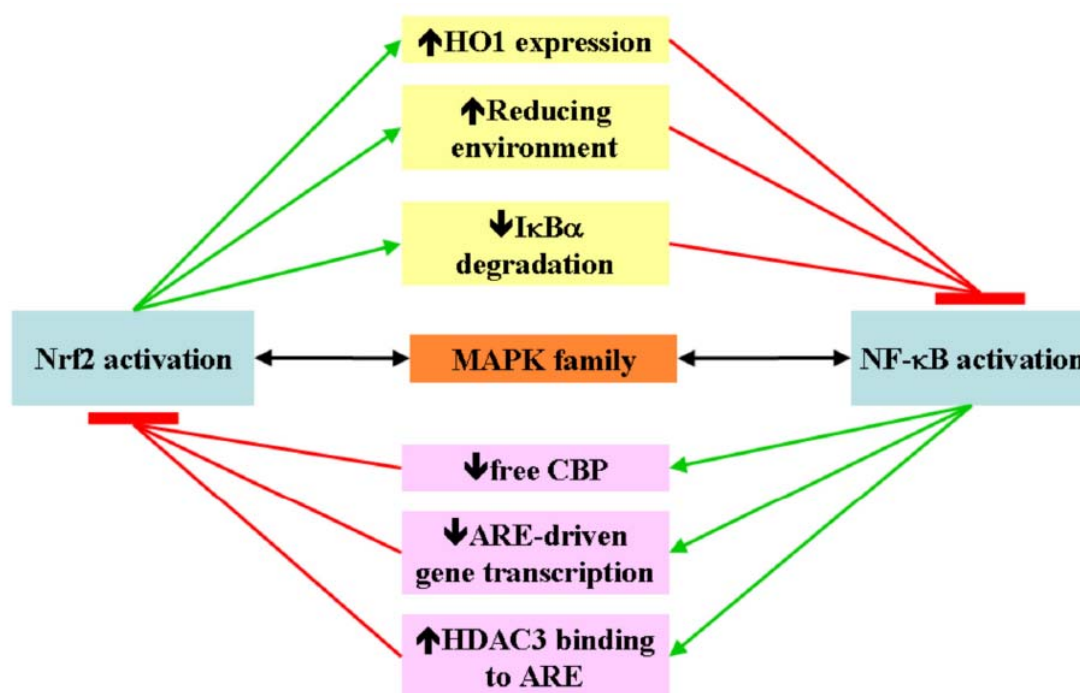 ↑HO1 expression
↑Reducing
environment
↓IκBα
degradation
Nrf2 activation
MAPK family
NF-κB activation
↓free CBP
↓ARE-driven
gene transcription
↑HDAC3 binding
to ARE